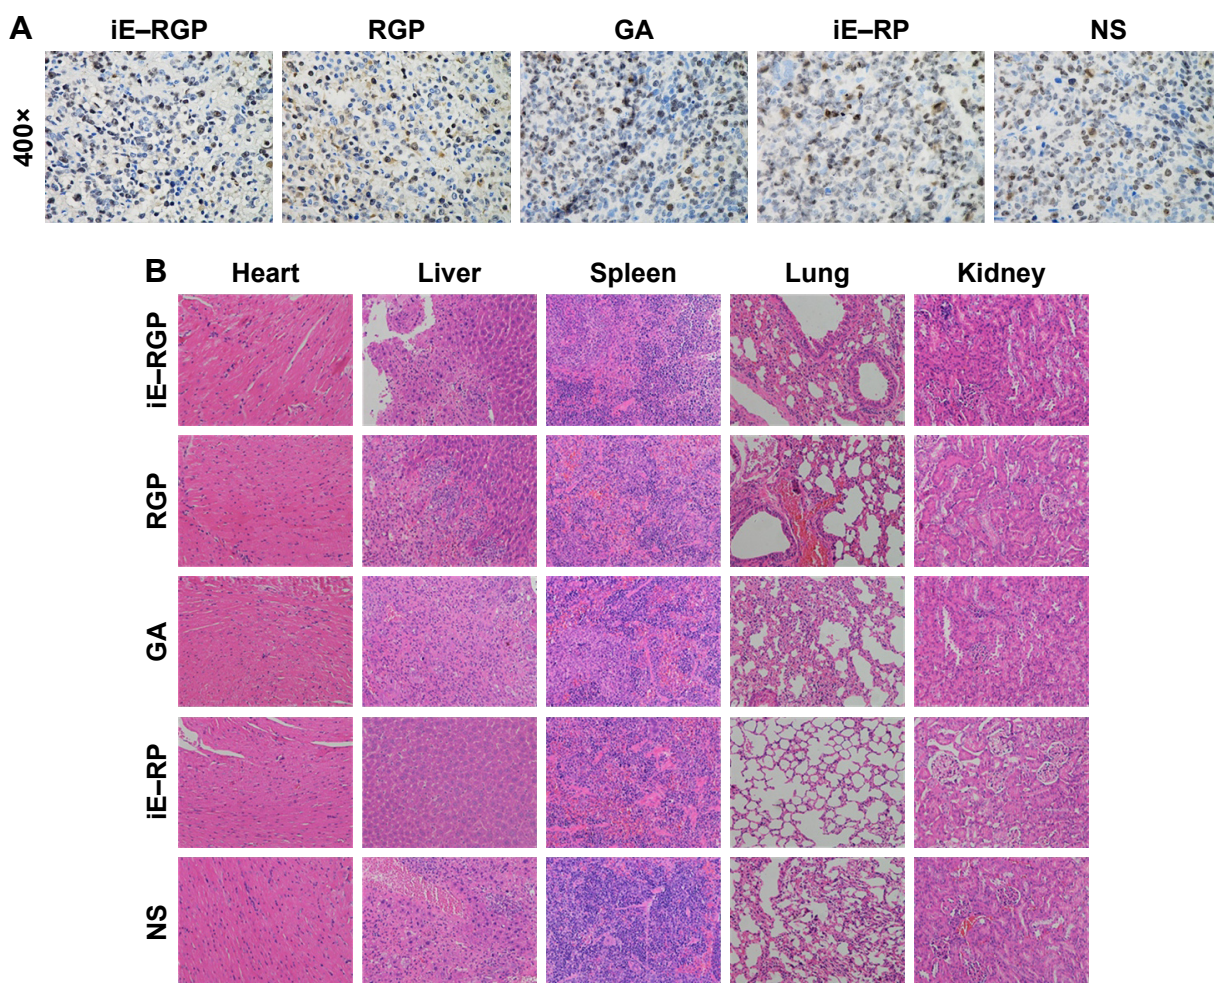 A
iE–RGP RGP GA iE–RP NS
400×
B
Heart Liver Spleen Lung Kidney
iE–RGP
RGP
GA
iE–RP
NS